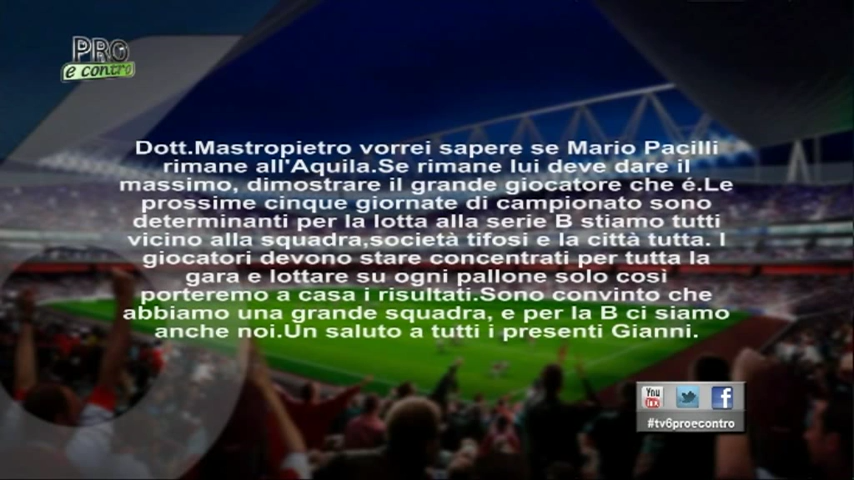 PRO
e contro
Dott.Mastropietro vorrei sapere se Mario Pacilli
rimane all'Aquila.Se rimane lui deve dare il
massimo, dimostrare il grande giocatore che é.Le
prossime cinque giornate di campionato sono
determinanti per la lotta alla serie B stiamo tutti
vicino alla squadra,società tifosi e la città tutta. I
giocatori devono stare concentrati per tutta la
gara e lottare su ogni pallone solo così
porteremo a casa i risultati.Sono convinto che
abbiamo una grande squadra, e per la B ci siamo
anche noi.Un saluto a tutti i presenti Gianni.
You
#tv6proecontro